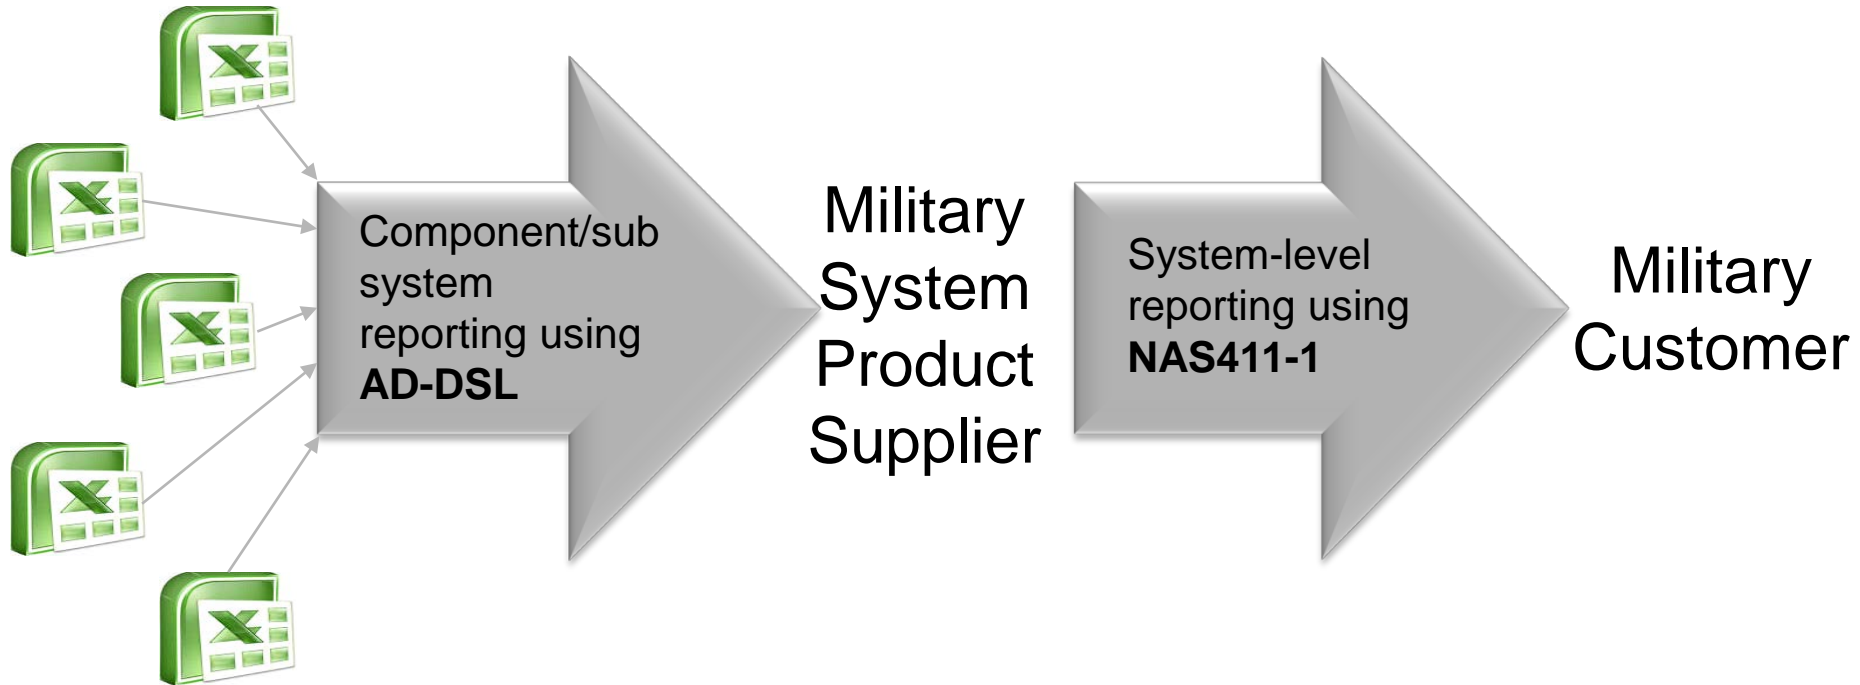 Component/sub
system
reporting using
AD-DSL
Military
System
Product
Supplier
System-level
reporting using
NAS411-1
Military
Customer